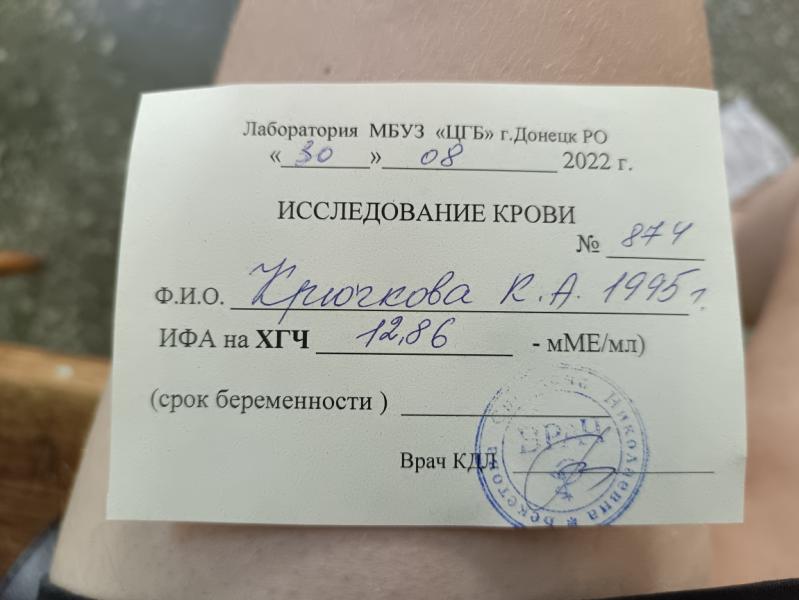 Лаборатория МБУЗ «ЦГБ» г.Донецк РО
«30» 08 2022 г.
ИССЛЕДОВАНИЕ КРОВИ
№ 874
Ф.И.О. Крючкова К.А. 1995г.
ИФА на ХГЧ 12,86 - мМЕ/мл)
(срок беременности )
Врач КДЛ
ВРАЧ
Николаевна